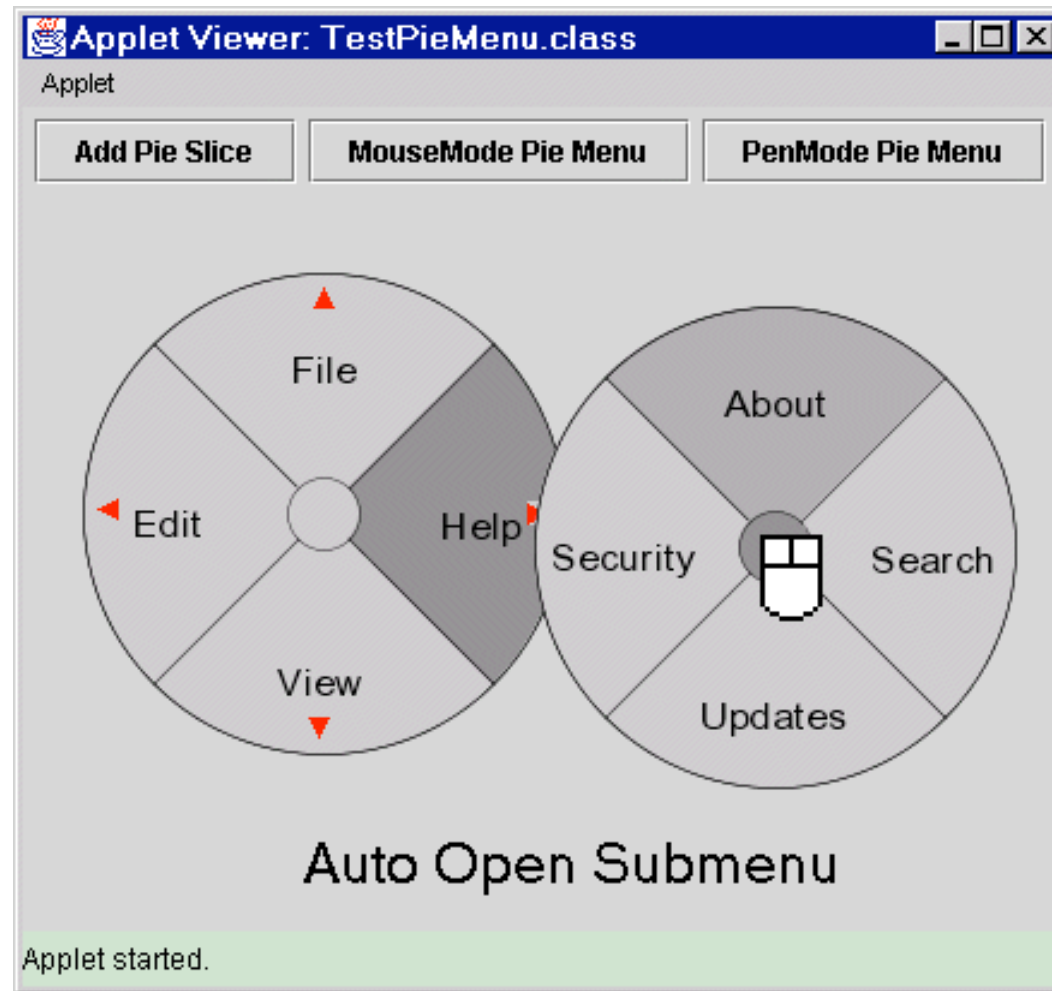 Applet Viewer: TestPieMenu.class
Applet
Add Pie Slice MouseMode Pie Menu PenMode Pie Menu
File
Edit
Help
View
About
Security
Search
Updates
Auto Open Submenu
Applet started.